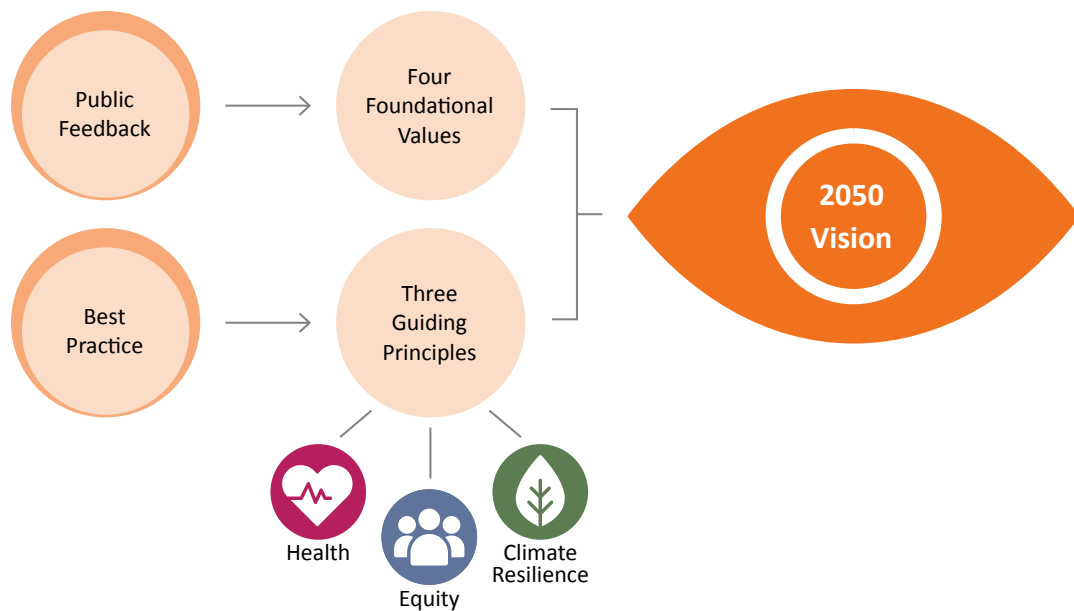 Public
Feedback
Four
Foundational
Values
2050
Vision
Best
Practice
Three
Guiding
Principles
Health
Equity
Climate
Resilience